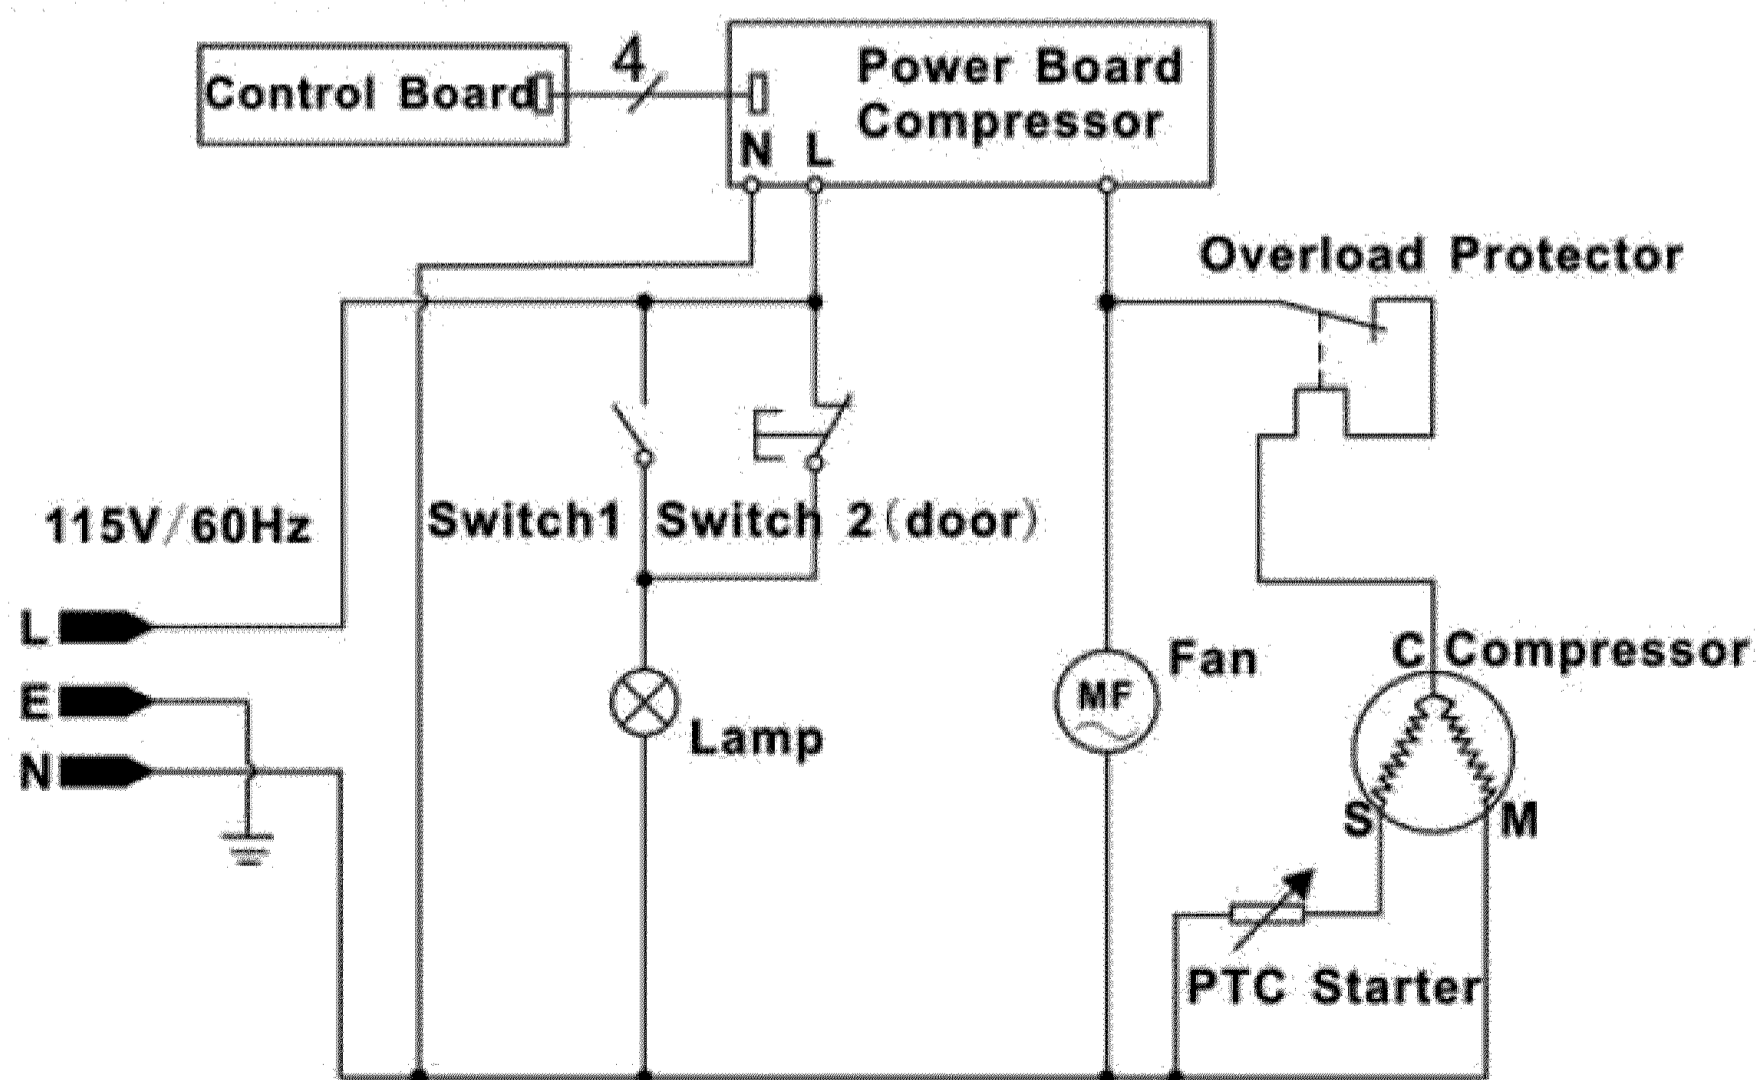 4
Control Board
Power Board
Compressor
N L
Overload Protector
115V/60Hz
Switch1 Switch 2(door)
L
E
N
Lamp
Fan
MF
C Compressor
S M
PTC Starter